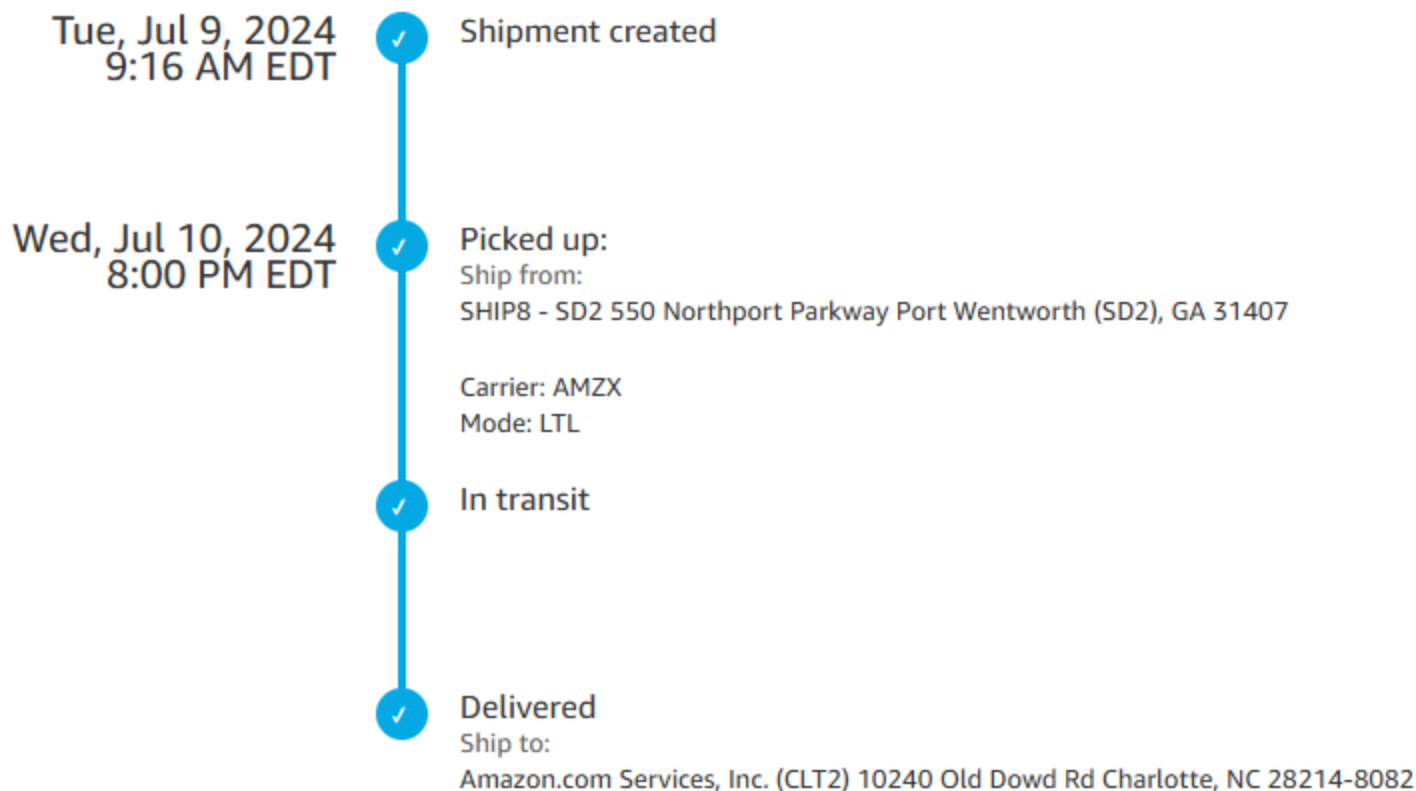 Tue, Jul 9, 2024
9:16 AM EDT
Shipment created
Wed, Jul 10, 2024
8:00 PM EDT
Picked up:
Ship from:
SHIP8 - SD2 550 Northport Parkway Port Wentworth (SD2), GA 31407
Carrier: AMZX
Mode: LTL
In transit
Delivered
Ship to:
Amazon.com Services, Inc. (CLT2) 10240 Old Dowd Rd Charlotte, NC 28214-8082